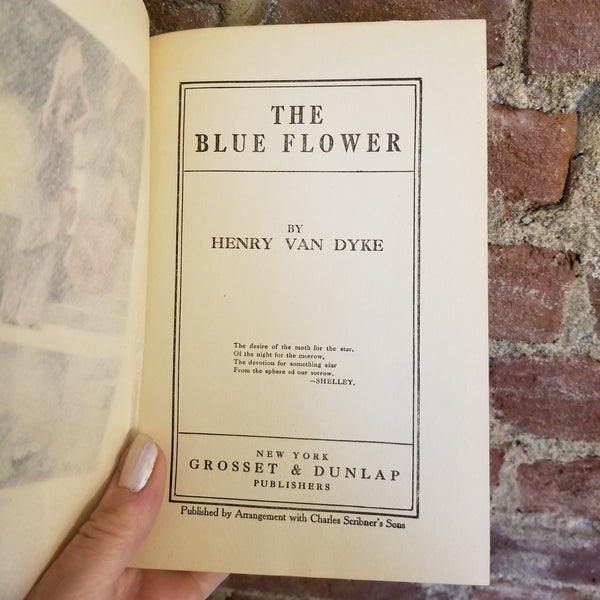 THE
BLUE FLOWER
BY
HENRY VAN DYKE
The desire of the moth for the star,
Of the night for the morrow,
The devotion for something afar
From the sphere of our sorrow.
—SHELLEY.
NEW YORK
GROSSET & DUNLAP
PUBLISHERS
Published by Arrangement with Charles Scribner's Sons